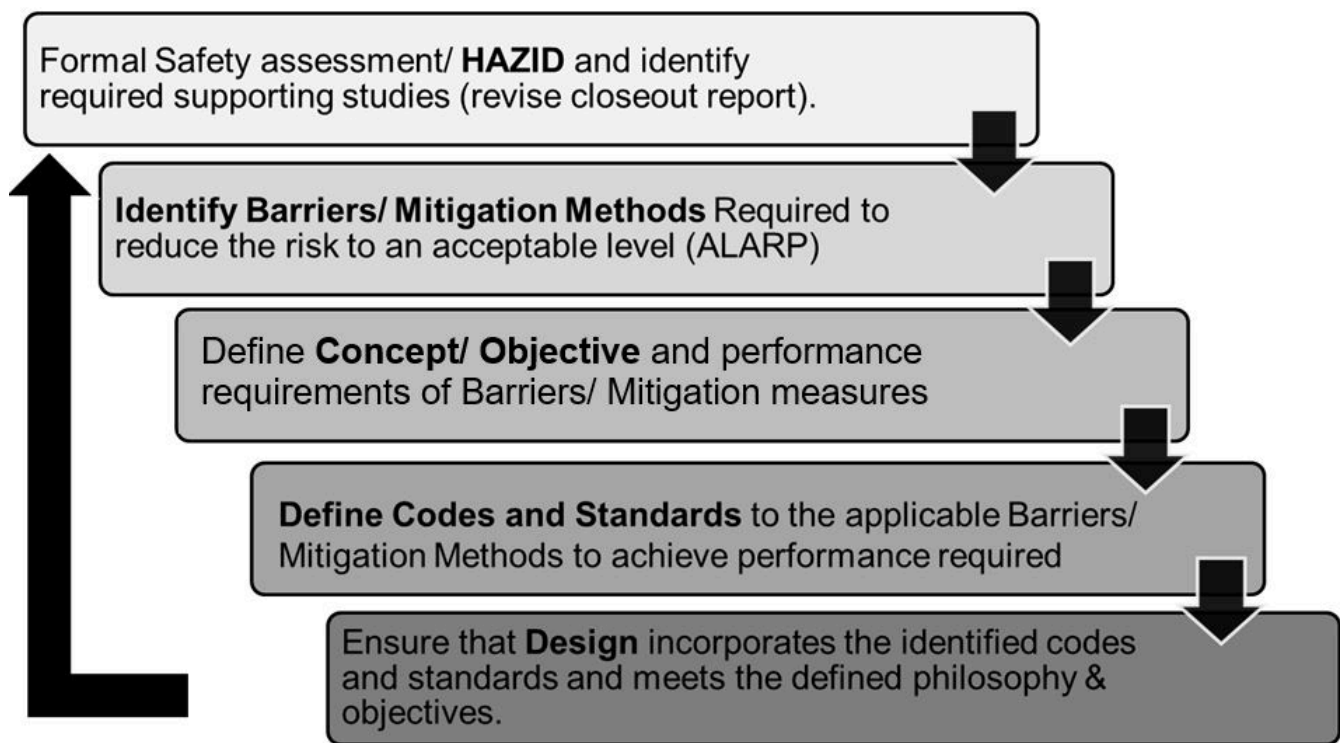 Formal Safety assessment/ HAZID and identify
required supporting studies (revise closeout report).
Identify Barriers/ Mitigation Methods Required to
reduce the risk to an acceptable level (ALARP)
Define Concept/ Objective and performance
requirements of Barriers/ Mitigation measures
Define Codes and Standards to the applicable Barriers/
Mitigation Methods to achieve performance required
Ensure that Design incorporates the identified codes
and standards and meets the defined philosophy &
objectives.